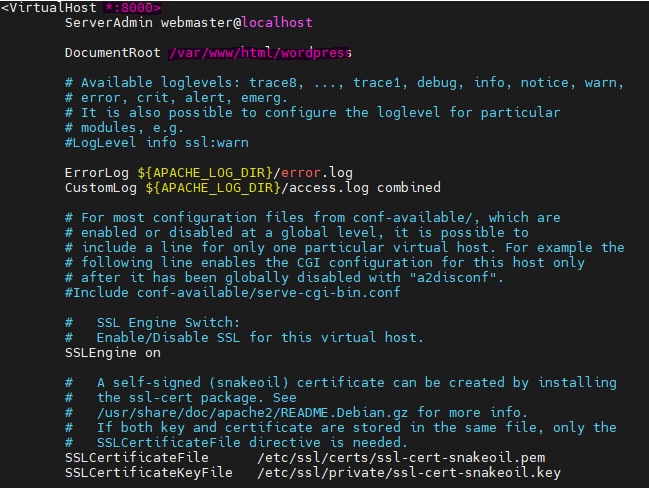 <VirtualHost *:8000>
ServerAdmin webmaster@localhost
DocumentRoot /var/www/html/wordpress
# Available loglevels: trace8, ..., trace1, debug, info, notice, warn,
# error, crit, alert, emerg.
# It is also possible to configure the loglevel for particular
# modules, e.g.
#LogLevel info ssl:warn
ErrorLog ${APACHE_LOG_DIR}/error.log
CustomLog ${APACHE_LOG_DIR}/access.log combined
# For most configuration files from conf-available/, which are
# enabled or disabled at a global level, it is possible to
# include a line for only one particular virtual host. For example the
# following line enables the CGI configuration for this host only
# after it has been globally disabled with "a2disconf".
#Include conf-available/serve-cgi-bin.conf
#   SSL Engine Switch:
#   Enable/Disable SSL for this virtual host.
SSLEngine on
#   A self-signed (snakeoil) certificate can be created by installing
#   the ssl-cert package. See
#   /usr/share/doc/apache2/README.Debian.gz for more info.
#   If both key and certificate are stored in the same file, only the
#   SSLCertificateFile directive is needed.
SSLCertificateFile      /etc/ssl/certs/ssl-cert-snakeoil.pem
SSLCertificateKeyFile   /etc/ssl/private/ssl-cert-snakeoil.key